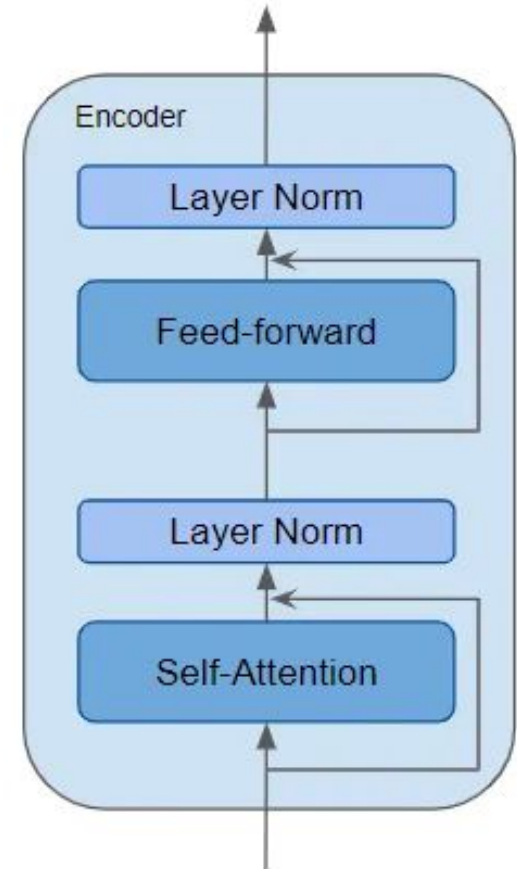 Encoder
Layer Norm
Feed-forward
Layer Norm
Self-Attention